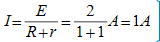 I = E/(R+r) = 2/(1+1) A = 1A